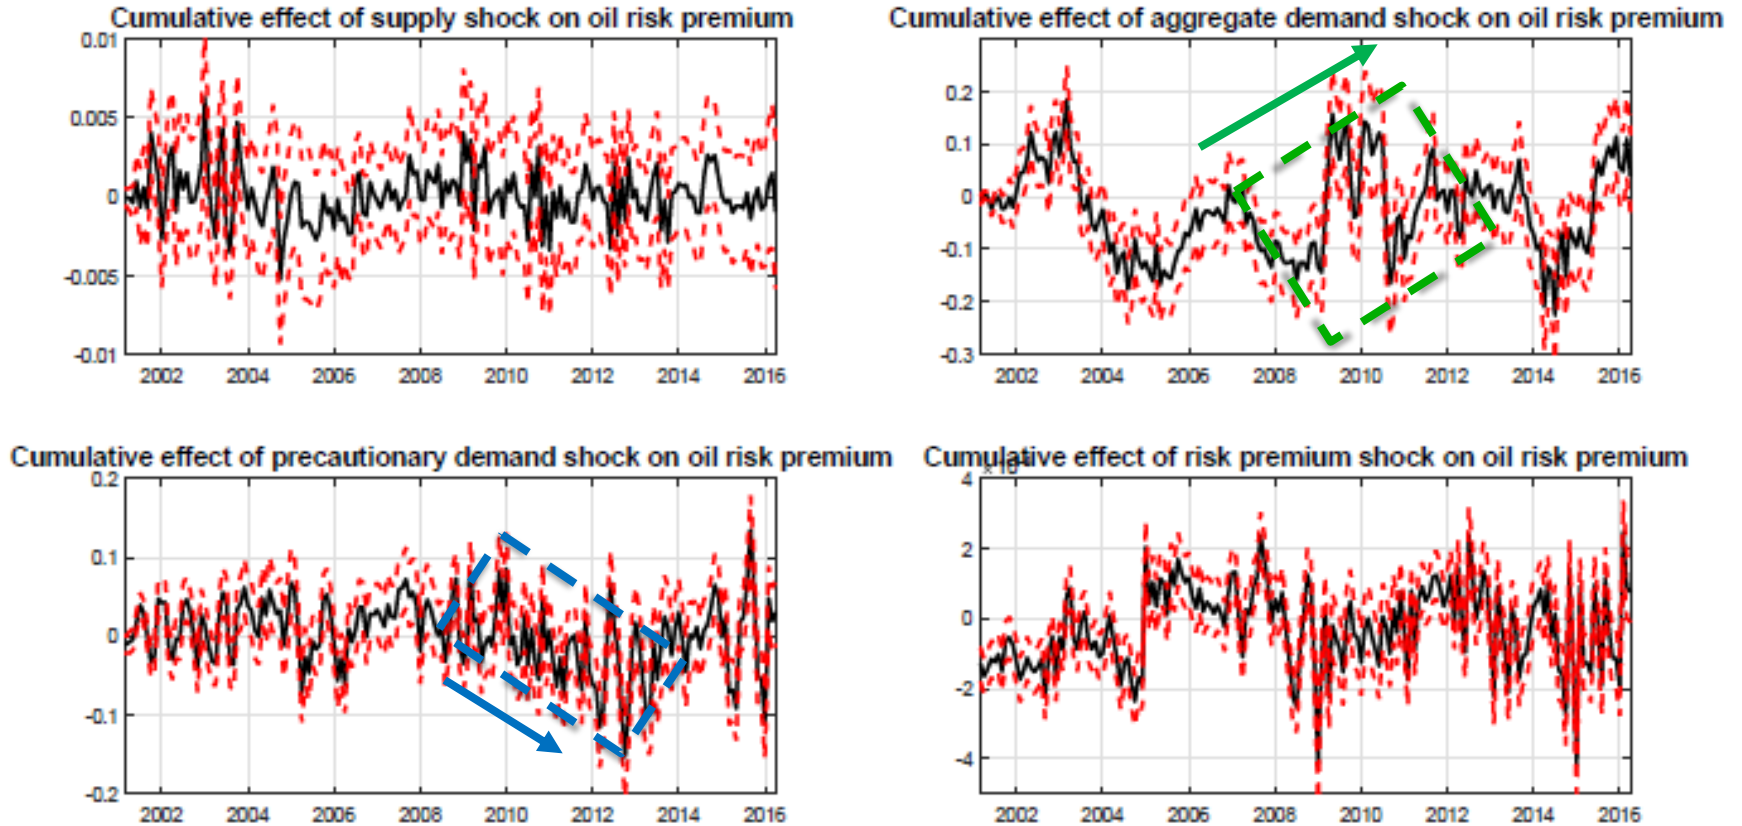 Cumulative effect of supply shock on oil risk premium
0.01
0.005
0
-0.005
-0.01
2002 2004 2006 2008 2010 2012 2014 2016
Cumulative effect of aggregate demand shock on oil risk premium
0.2
0.1
0
-0.1
-0.2
-0.3
2002 2004 2006 2008 2010 2012 2014 2016
Cumulative effect of precautionary demand shock on oil risk premium
0.2
0.1
0
-0.1
-0.2
2002 2004 2006 2008 2010 2012 2014 2016
Cumulative effect of risk premium shock on oil risk premium
4
2
0
-2
-4
2002 2004 2006 2008 2010 2012 2014 2016